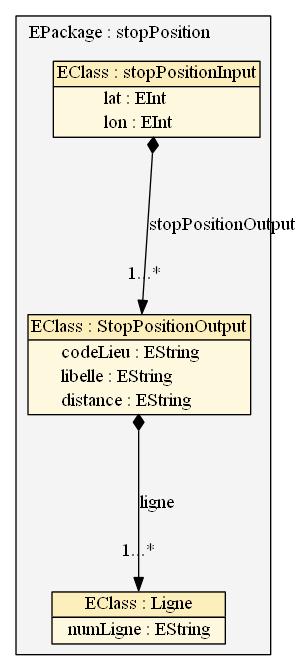 EPackage : stopPosition
EClass : stopPositionInput
lat : EInt
lon : EInt
stopPositionOutput
1...*
EClass : StopPositionOutput
codeLieu : EString
libelle : EString
distance : EString
ligne
1...*
EClass : Ligne
numLigne : EString